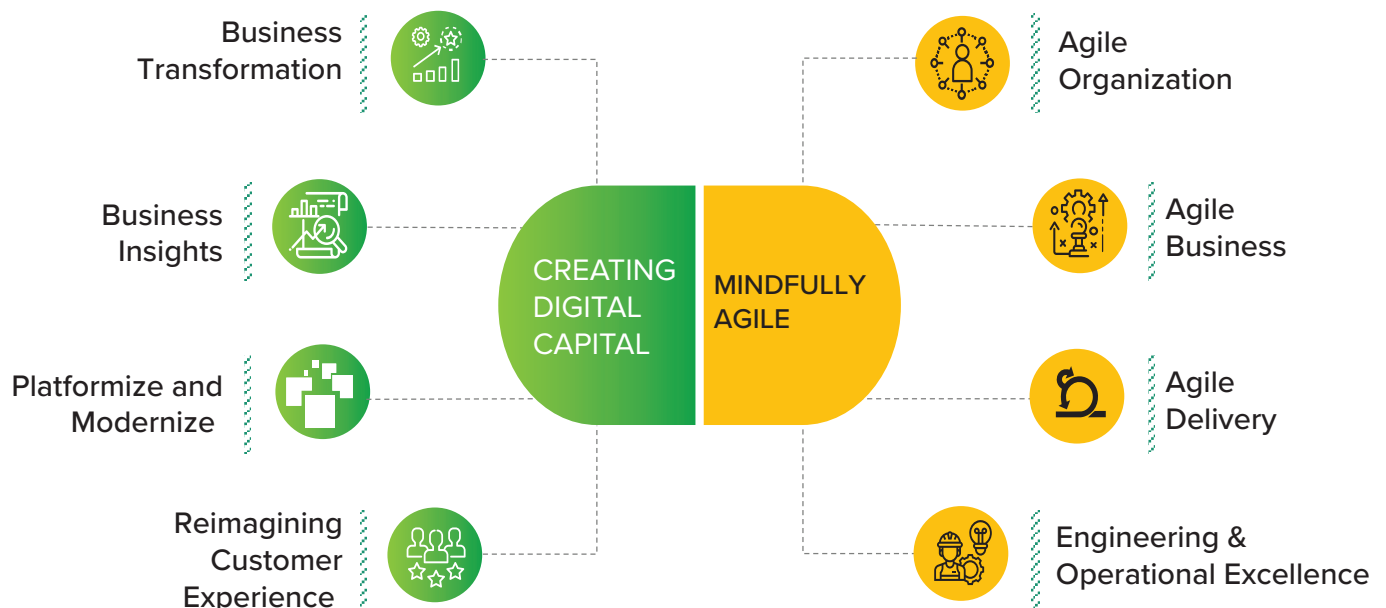 Business
Transformation
Business
Insights
Platformize and
Modernize
Reimagining
Customer
Experience
CREATING
DIGITAL
CAPITAL
MINDFULLY
AGILE
Agile
Organization
Agile
Business
Agile
Delivery
Engineering &
Operational Excellence